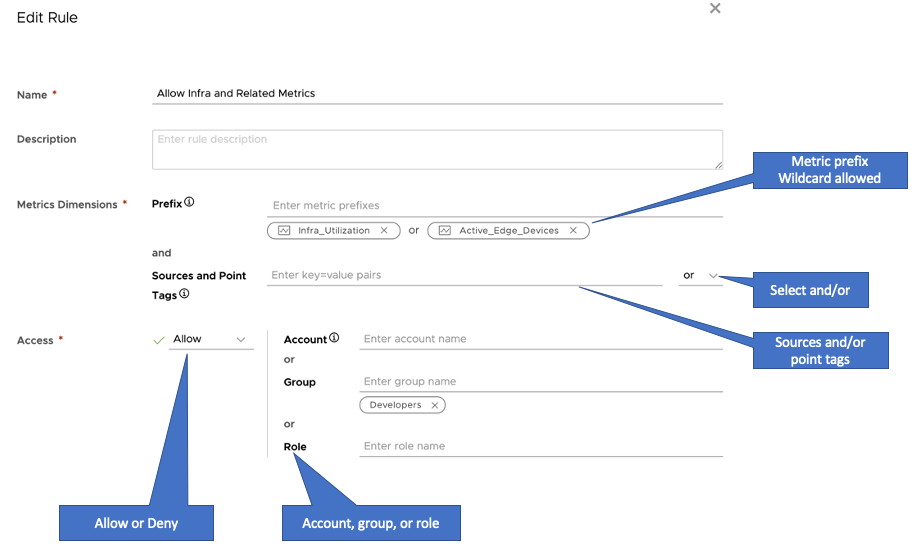 Edit Rule
Name *
Allow Infra and Related Metrics
Description
Enter rule description
Metric prefix
Wildcard allowed
Metrics Dimensions *
Prefix
Enter metric prefixes
Infra_Utilization
or
Active_Edge_Devices
and
Sources and Point
Tags
Enter key=value pairs
or
Select and/or
Sources and/or
point tags
Access *
Allow
Account
Enter account name
or
Group
Enter group name
Developers
or
Role
Enter role name
Allow or Deny
Account, group, or role